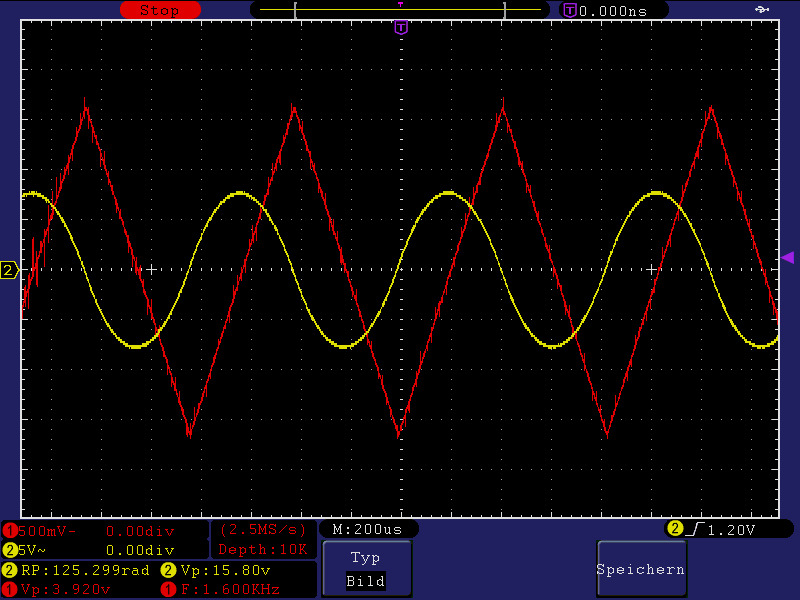 Stop T T 0.000ns
T
2
1 500mV- 0.00div (2.5MS/s) M:200us 2 1.20V
2 5V~ 0.00div Depth:10K
2 RP:125.299rad 2 Vp:15.80v
1 Vp:3.920v 1 F:1.600KHz
Typ
Bild
Speichern